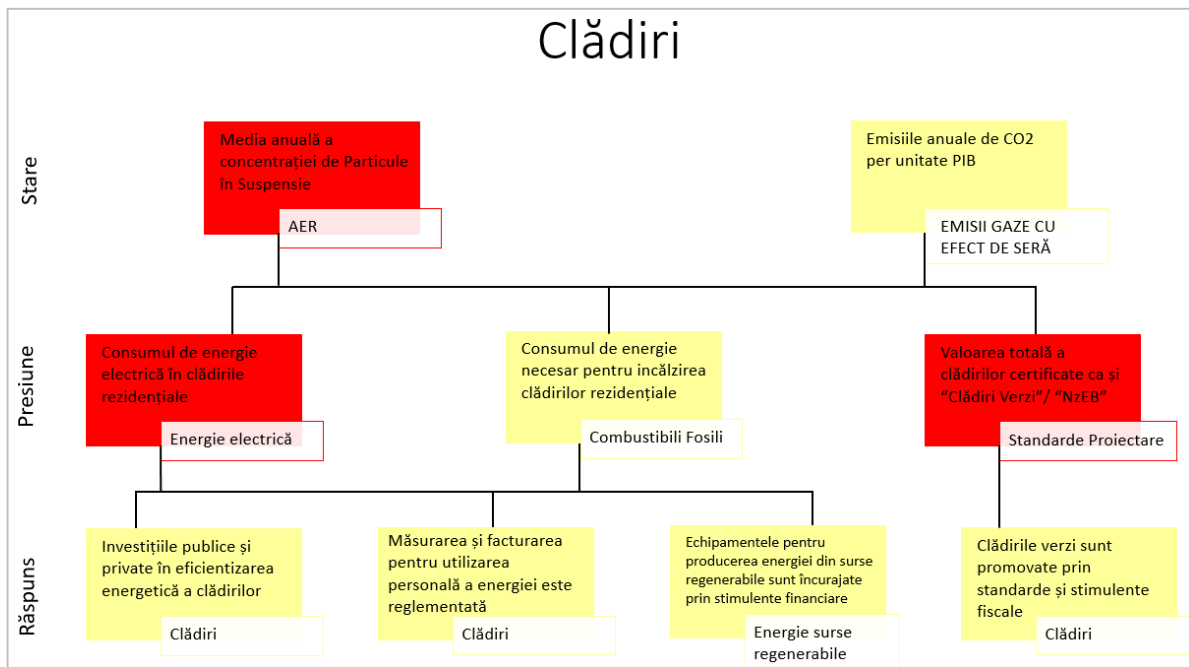 Clădiri
Stare
Media anuală a
concentrației de Particule
în Suspensie
AER
Emisiile anuale de CO2
per unitate PIB
EMISII GAZE CU
EFECT DE SERĂ
Presiune
Consumul de energie
electrică în clădirile
rezidențiale
Energie electrică
Consumul de energie
necesar pentru incălzirea
clădirilor rezidențiale
Combustibili Fosili
Valoarea totală a
clădirilor certificate ca și
“Clădiri Verzi”/ “NzEB”
Standarde Proiectare
Răspuns
Investițiile publice și
private în eficientizarea
energetică a clădirilor
Clădiri
Măsurarea și facturarea
pentru utilizarea
personală a energiei este
reglementată
Clădiri
Echipamentele pentru
producerea energiei din surse
regenerabile sunt încurajate
prin stimulente financiare
Energie surse
regenerabile
Clădirile verzi sunt
promovate prin
standarde și stimulente
fiscale
Clădiri